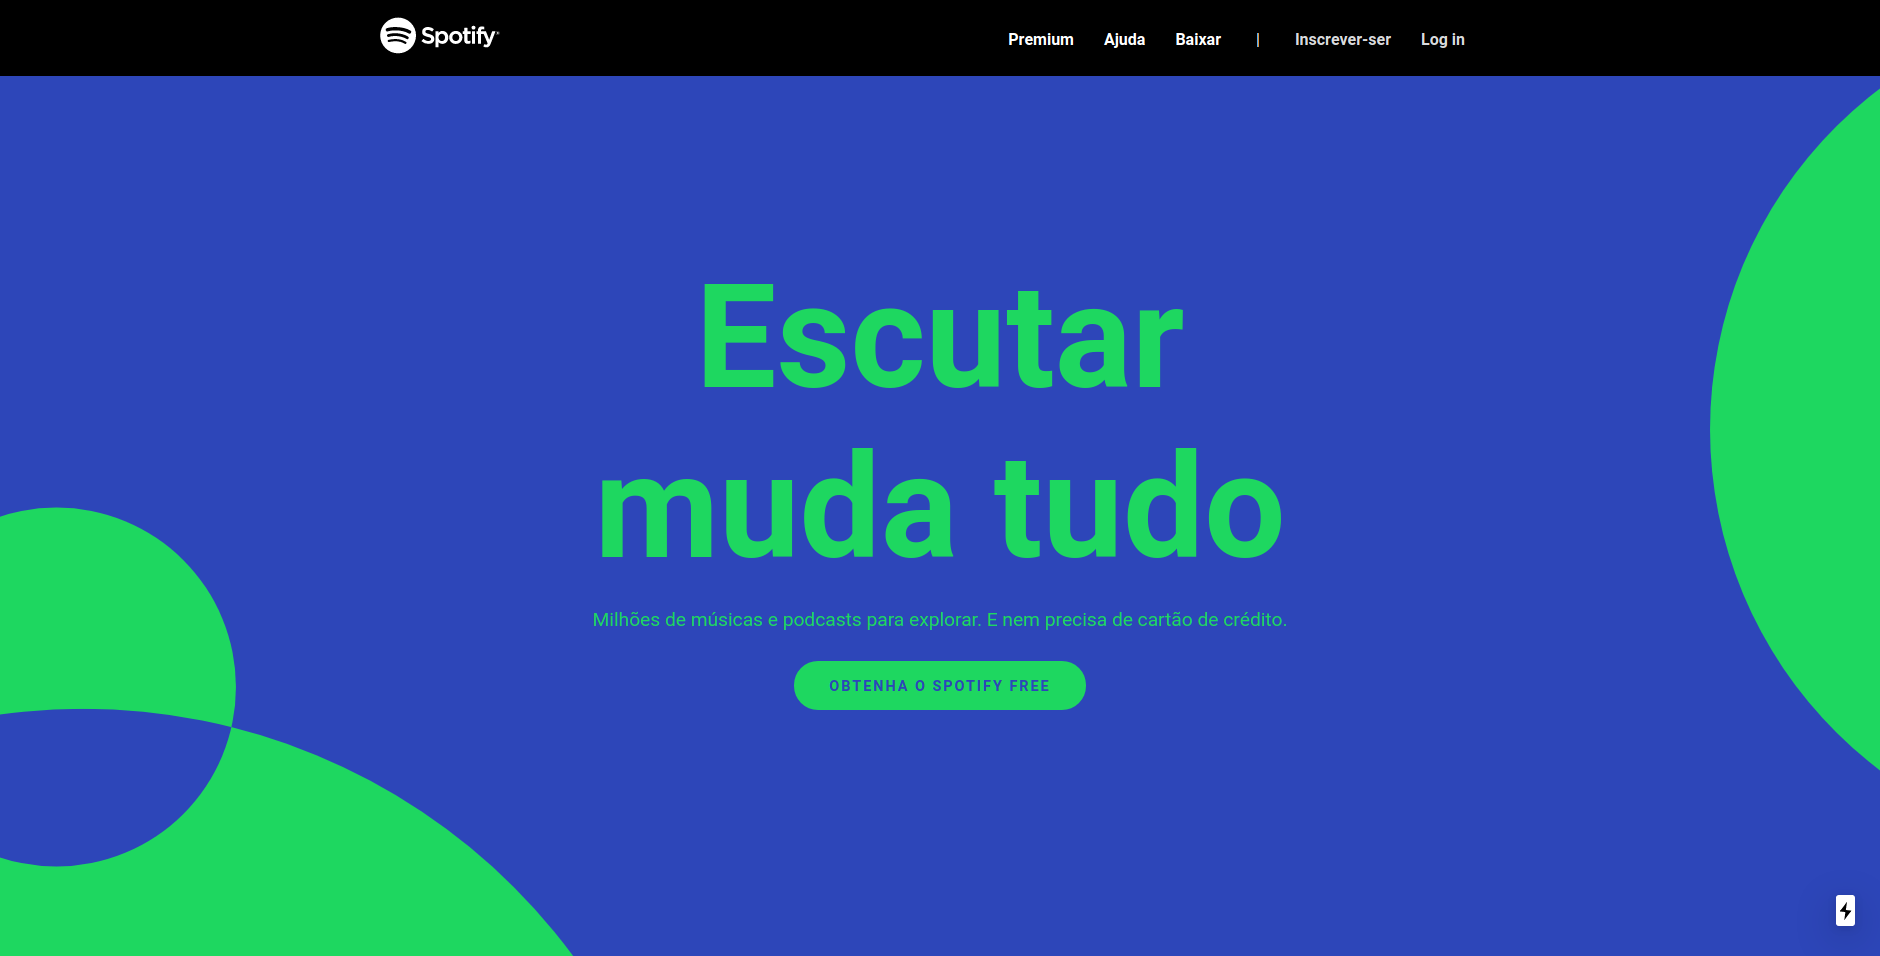 Spotify
Premium Ajuda Baixar | Inscrever-ser Log in
Escutar
muda tudo
Milhões de músicas e podcasts para explorar. E nem precisa de cartão de crédito.
OBTENHA O SPOTIFY FREE